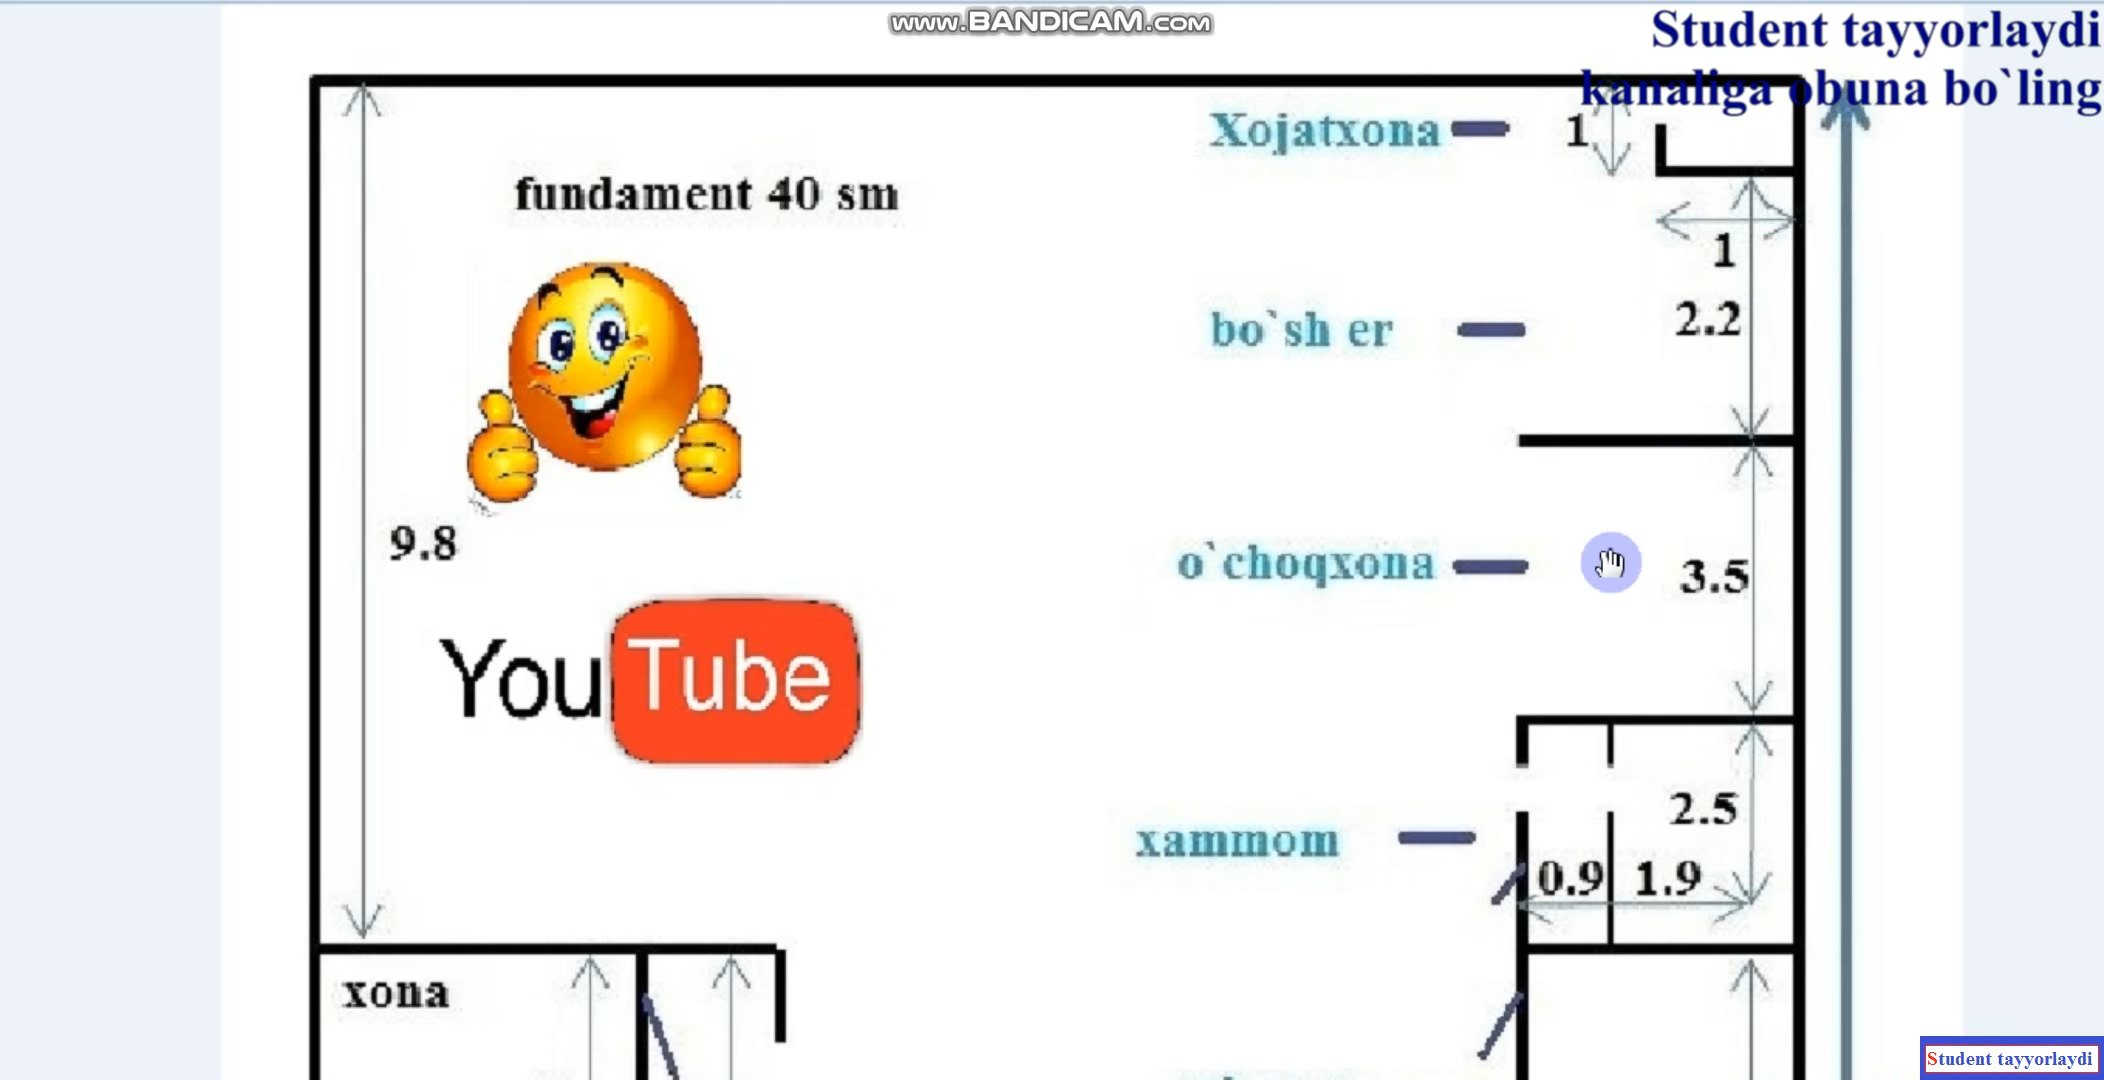 www.BANDICAM.com
Student tayyorlaydi
kanaliga obuna bo`ling
Xojatxona
1
fundament 40 sm
1
bo`sh er
2.2
9.8
o`choqxona
3.5
YouTube
xammom
2.5
0.9
1.9
xona
Student tayyorlaydi